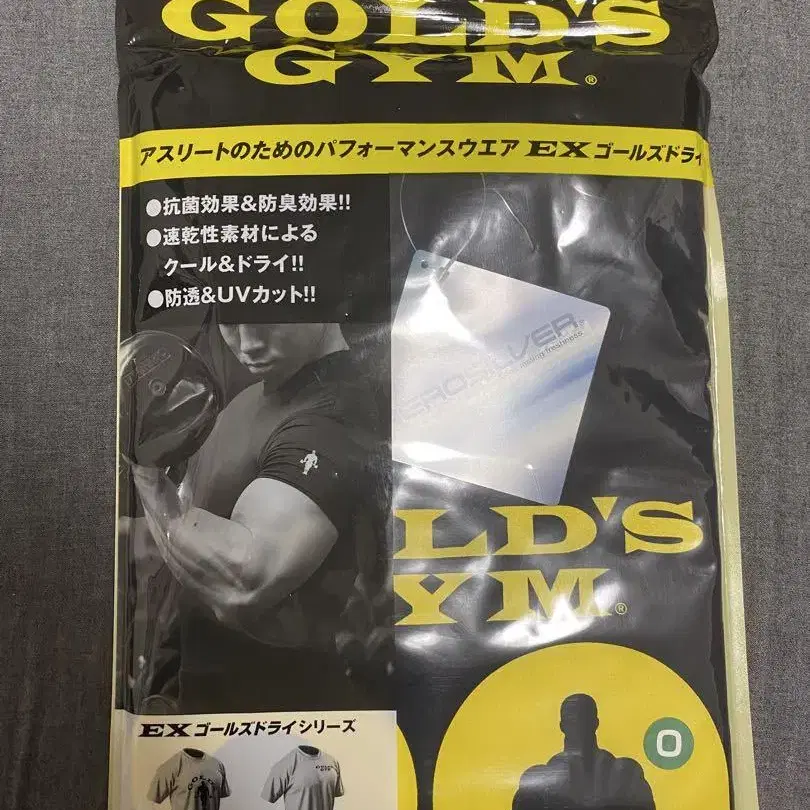 GOLD'S
GYM®
アスリートのためのパフォーマンスウエア EX ゴールズドライ
●抗菌効果&防臭効果!!
●速乾性素材による
クール&ドライ!!
●防透&UVカット!!
LD'S
YM®
EX ゴールズドライシリーズ
GOLD'S
O